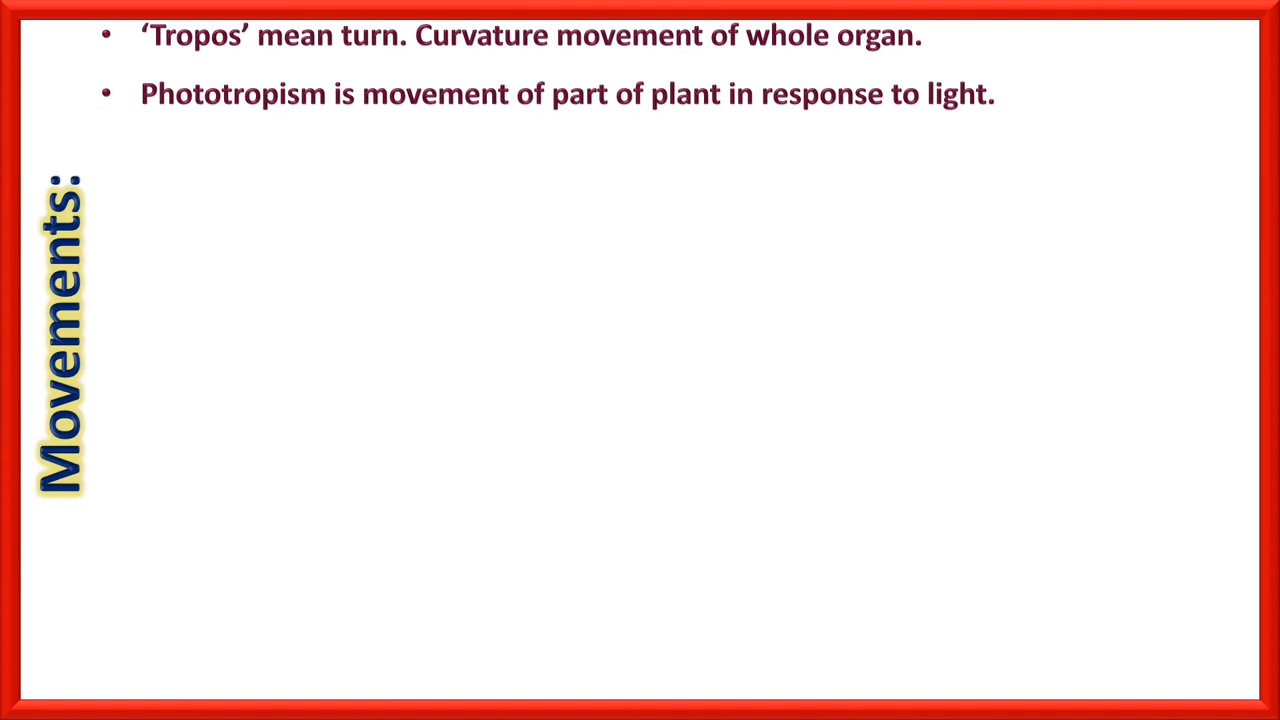 • ‘Tropos’ mean turn. Curvature movement of whole organ.
• Phototropism is movement of part of plant in response to light.
Movements: